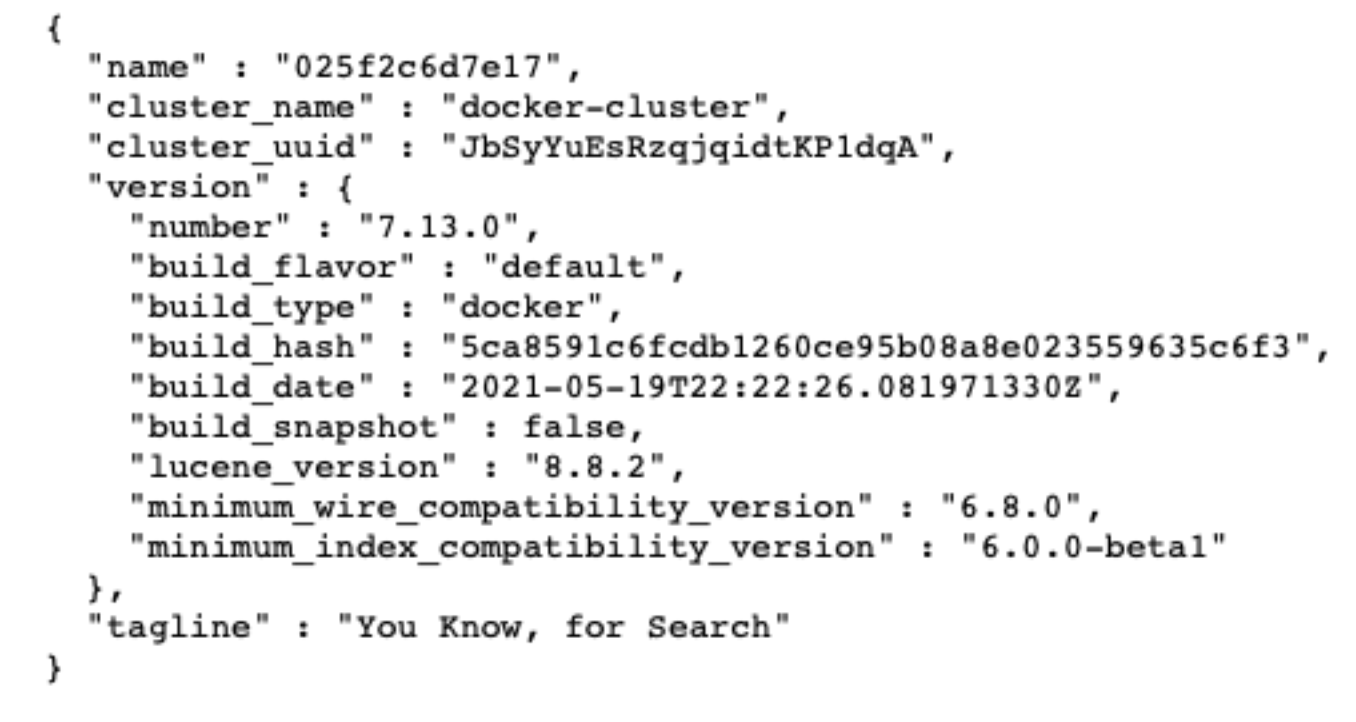 {
  "name" : "025f2c6d7e17",
  "cluster_name" : "docker-cluster",
  "cluster_uuid" : "JbSyYuEsRzqjqidtKP1dqA",
  "version" : {
    "number" : "7.13.0",
    "build_flavor" : "default",
    "build_type" : "docker",
    "build_hash" : "5ca8591c6fcdb1260ce95b08a8e023559635c6f3",
    "build_date" : "2021-05-19T22:22:26.081971330Z",
    "build_snapshot" : false,
    "lucene_version" : "8.8.2",
    "minimum_wire_compatibility_version" : "6.8.0",
    "minimum_index_compatibility_version" : "6.0.0-beta1"
  },
  "tagline" : "You Know, for Search"
}